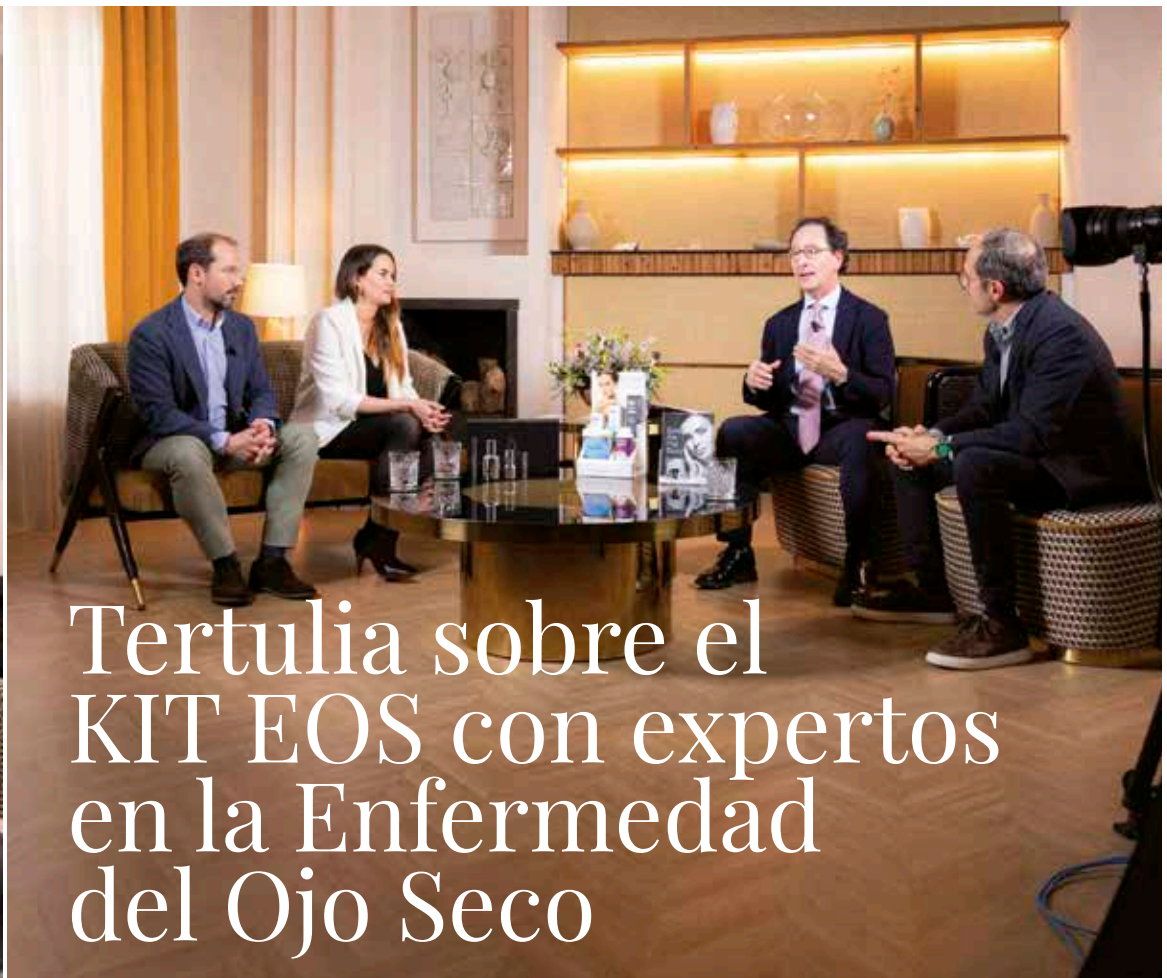 Tertulia sobre el
KIT EOS con expertos
en la Enfermedad
del Ojo Seco